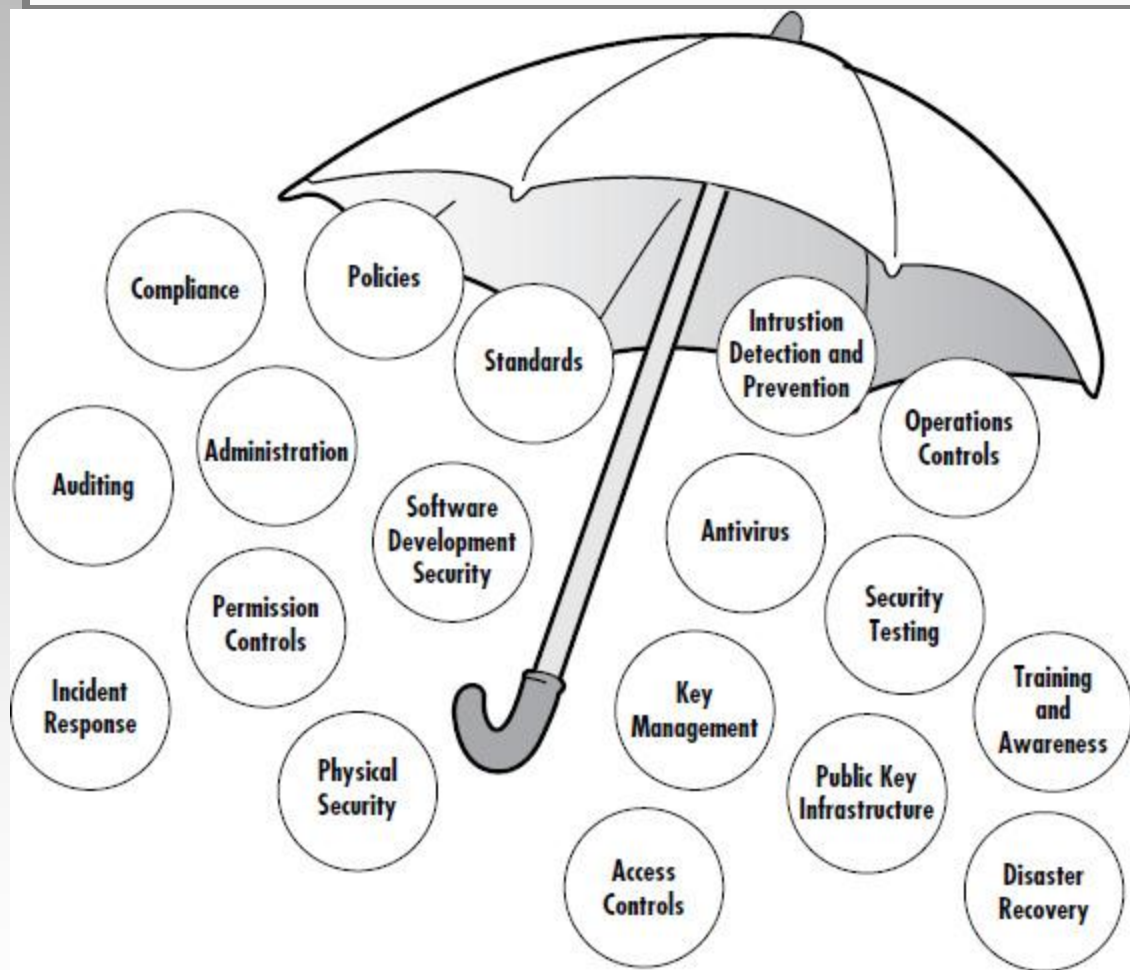 Compliance
Policies
Standards
Intrustion
Detection and
Prevention
Operations
Controls
Auditing
Administration
Software
Development
Security
Antivirus
Security
Testing
Permission
Controls
Incident
Response
Physical
Security
Key
Management
Training
and
Awareness
Public Key
Infrastructure
Access
Controls
Disaster
Recovery